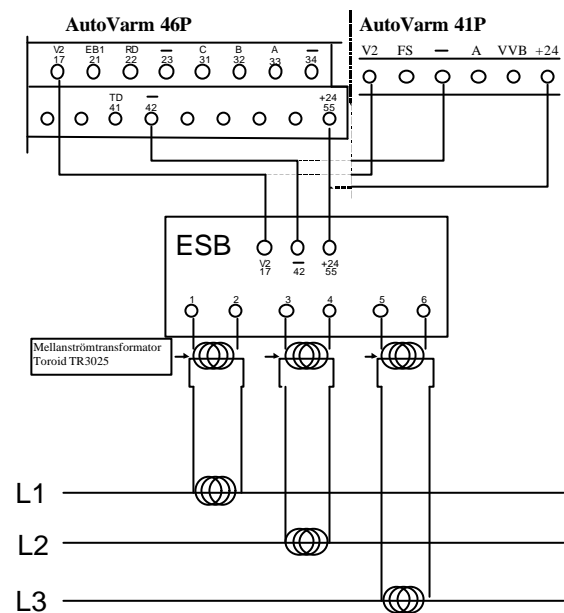 AutoVarm 46P
AutoVarm 41P
V2 EB1 RD — C B A —
17 21 22 23 31 32 33 34
V2 FS — A VVB +24
TD — +24
41 42 55
ESB
V2 — +24
17 42 55
1 2 3 4 5 6
Mellanströmtransformator
Toroid TR3025
L1
L2
L3